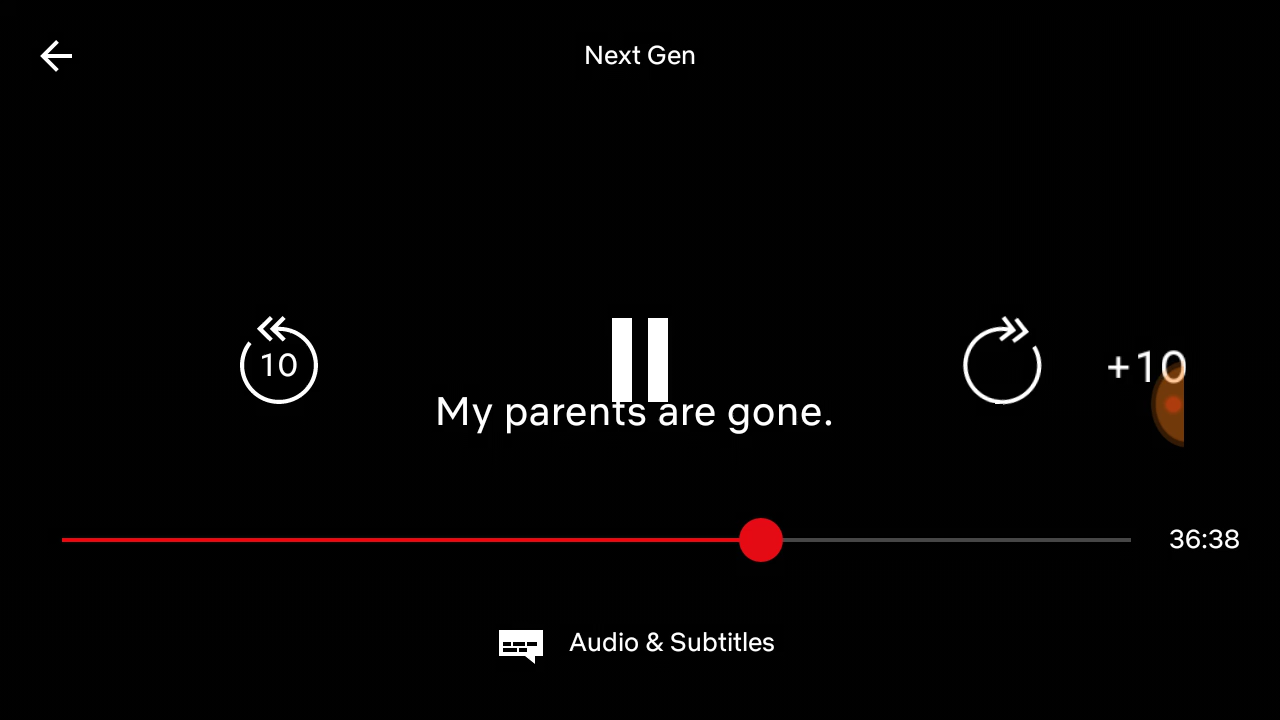 Next Gen
10
+10
My parents are gone.
36:38
Audio & Subtitles